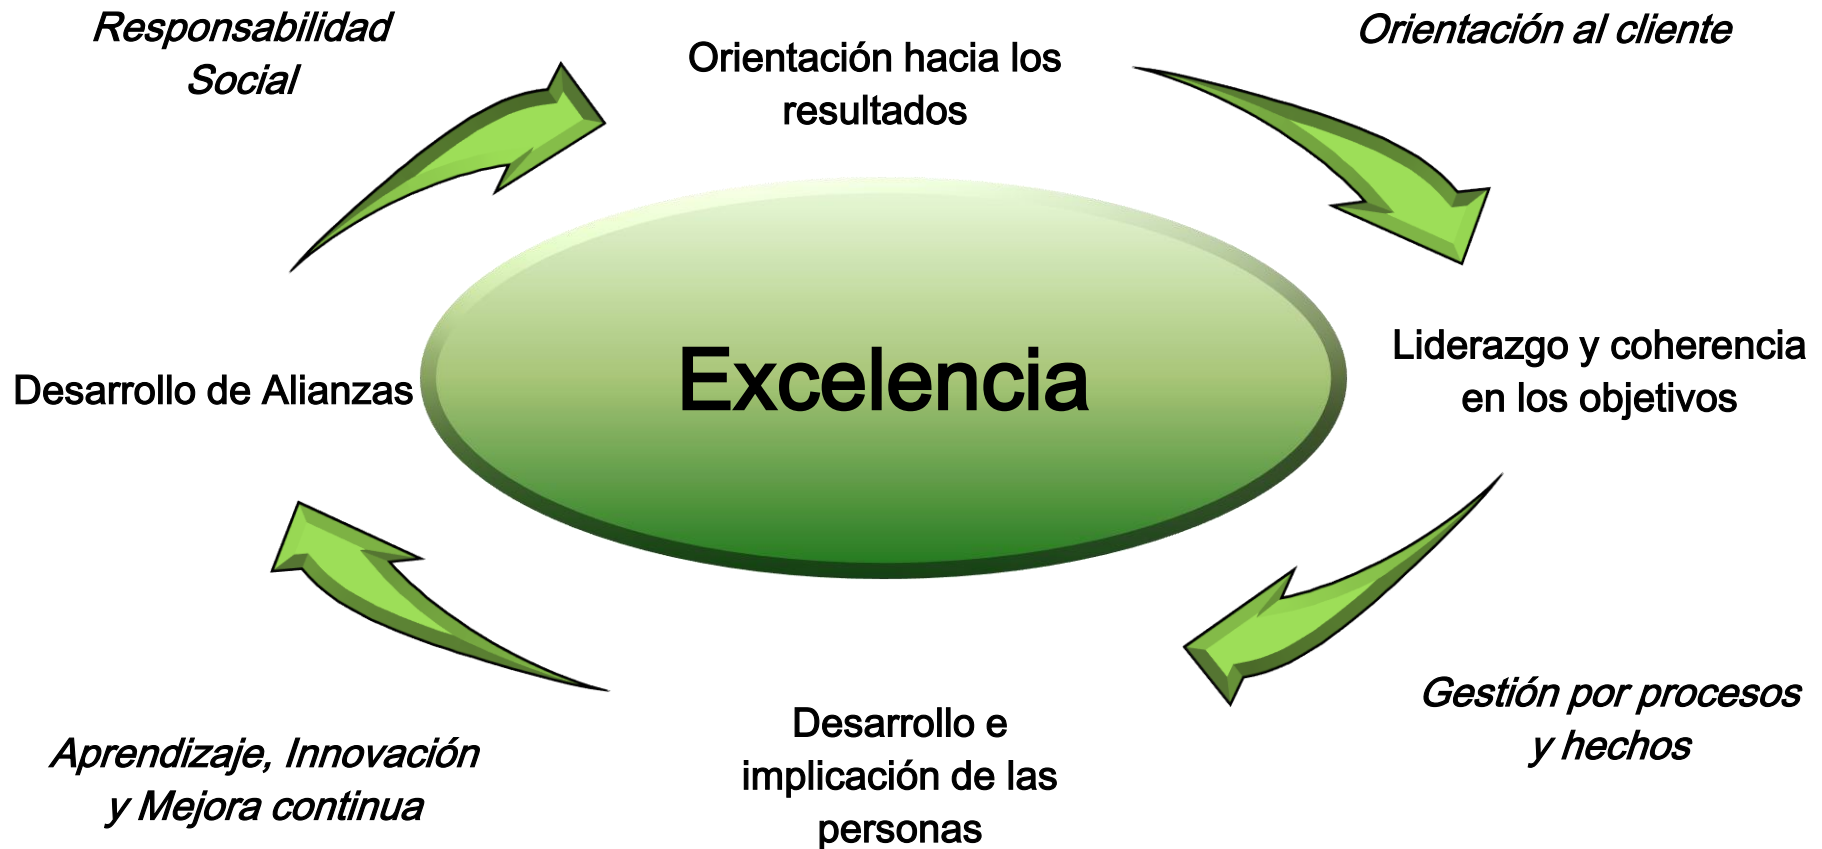 Responsabilidad
Social
Orientación hacia los
resultados
Orientación al cliente
Desarrollo de Alianzas
Excelencia
Liderazgo y coherencia
en los objetivos
Aprendizaje, Innovación
y Mejora continua
Desarrollo e
implicación de las
personas
Gestión por procesos
y hechos